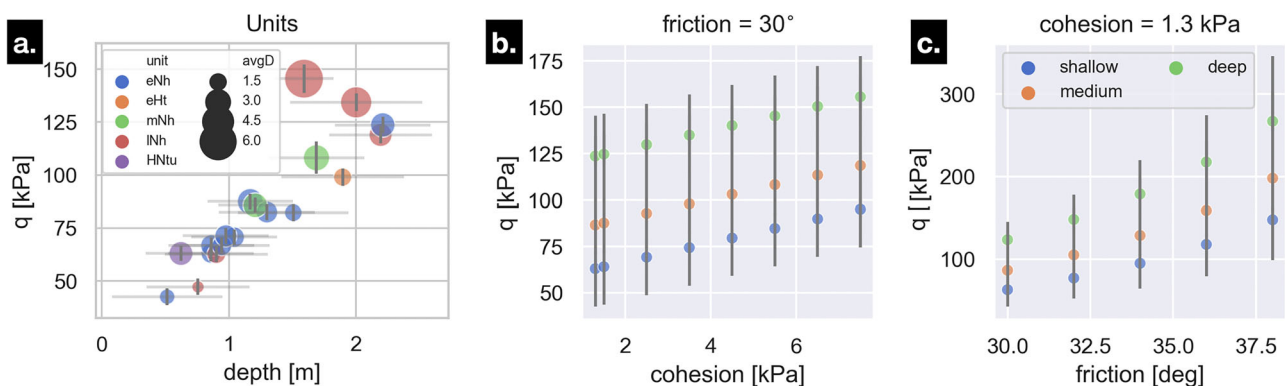 a.
Units
unit avgD
eNh 1.5
eHt 3.0
mNh 4.5
lNh 6.0
HNtu
150
125
100
75
50
q [kPa]
0 1 2
depth [m]
b.
friction = 30°
175
150
125
100
75
50
q [kPa]
2 4 6
cohesion [kPa]
c.
cohesion = 1.3 kPa
shallow deep
medium
300
200
100
q [[kPa]
30.0 32.5 35.0 37.5
friction [deg]